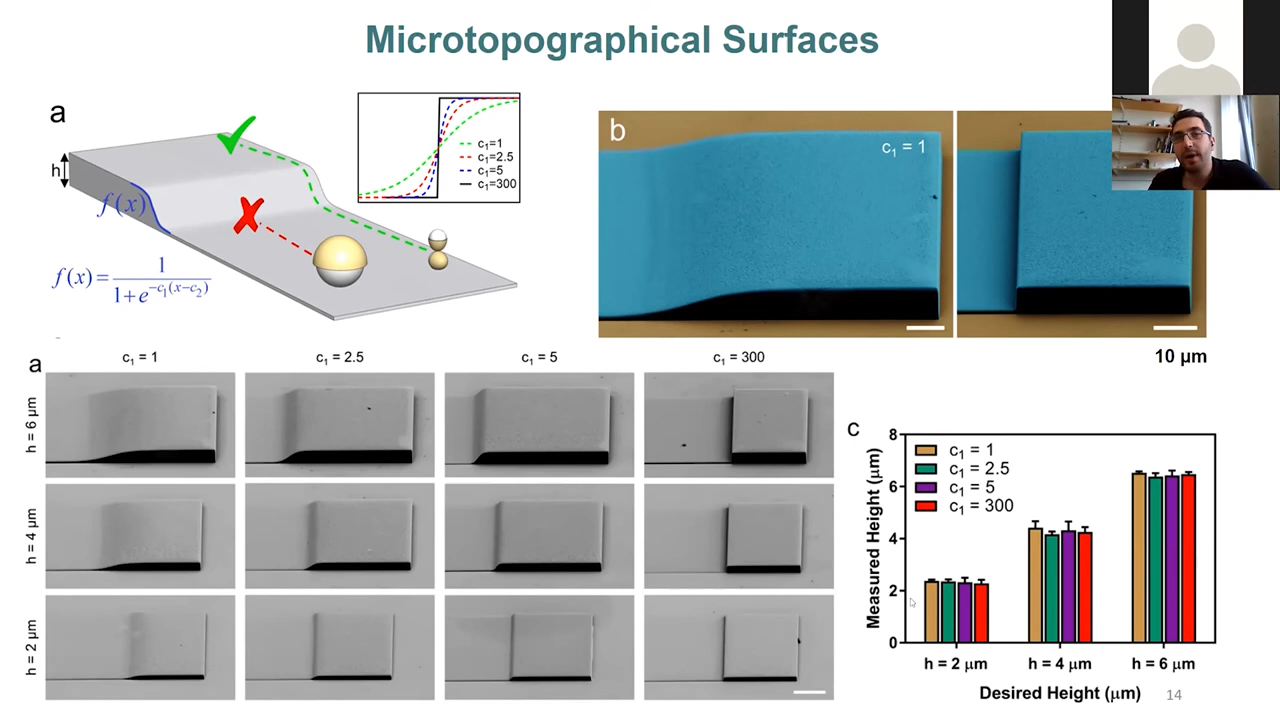 Microtopographical Surfaces
a
h
f(x)
f(x) = 1 / 1+e^−c₁(x−c₂)
c₁=1
c₁=2.5
c₁=5
c₁=300
b
c₁ = 1
10 µm
a
c₁ = 1
c₁ = 2.5
c₁ = 5
c₁ = 300
h = 6 µm
h = 4 µm
h = 2 µm
c
Measured Height (µm)
8
6
4
2
0
c₁ = 1
c₁ = 2.5
c₁ = 5
c₁ = 300
h = 2 µm
h = 4 µm
h = 6 µm
Desired Height (µm)
14